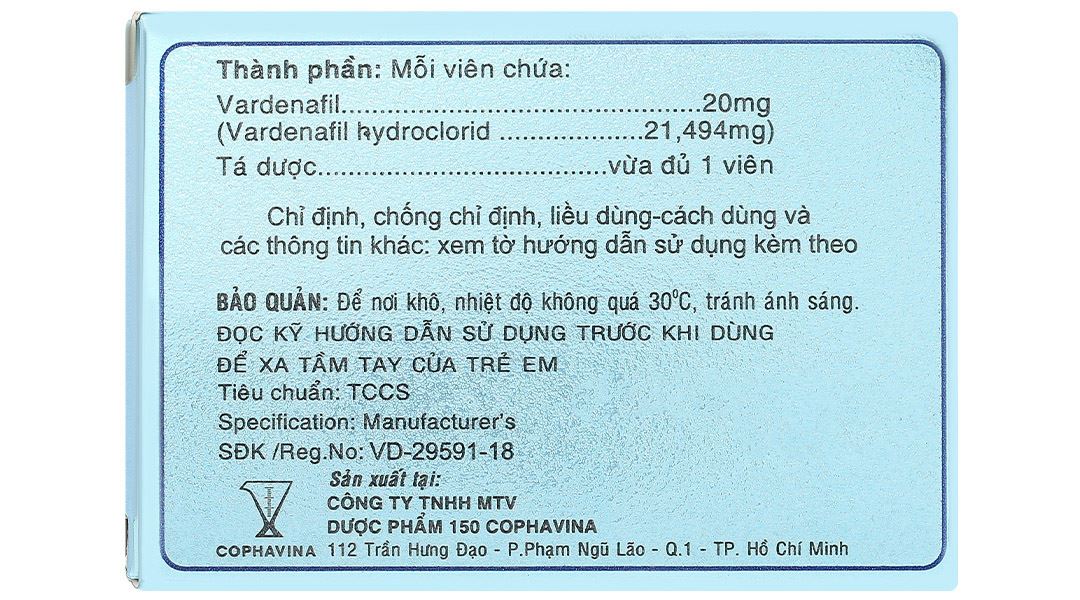 Thành phần: Mỗi viên chứa:
Vardenafil..................................................20mg
(Vardenafil hydroclorid ....................21,494mg)
Tá dược........................................vừa đủ 1 viên
Chỉ định, chống chỉ định, liều dùng-cách dùng và
các thông tin khác: xem tờ hướng dẫn sử dụng kèm theo
BẢO QUẢN: Để nơi khô, nhiệt độ không quá 30⁰C, tránh ánh sáng.
ĐỌC KỸ HƯỚNG DẪN SỬ DỤNG TRƯỚC KHI DÙNG
ĐỂ XA TẦM TAY CỦA TRẺ EM
Tiêu chuẩn: TCCS
Specification: Manufacturer's
SĐK /Reg.No: VD-29591-18
Sản xuất tại:
CÔNG TY TNHH MTV
DƯỢC PHẨM 150 COPHAVINA
COPHAVINA 112 Trần Hưng Đạo - P.Phạm Ngũ Lão - Q.1 - TP. Hồ Chí Minh